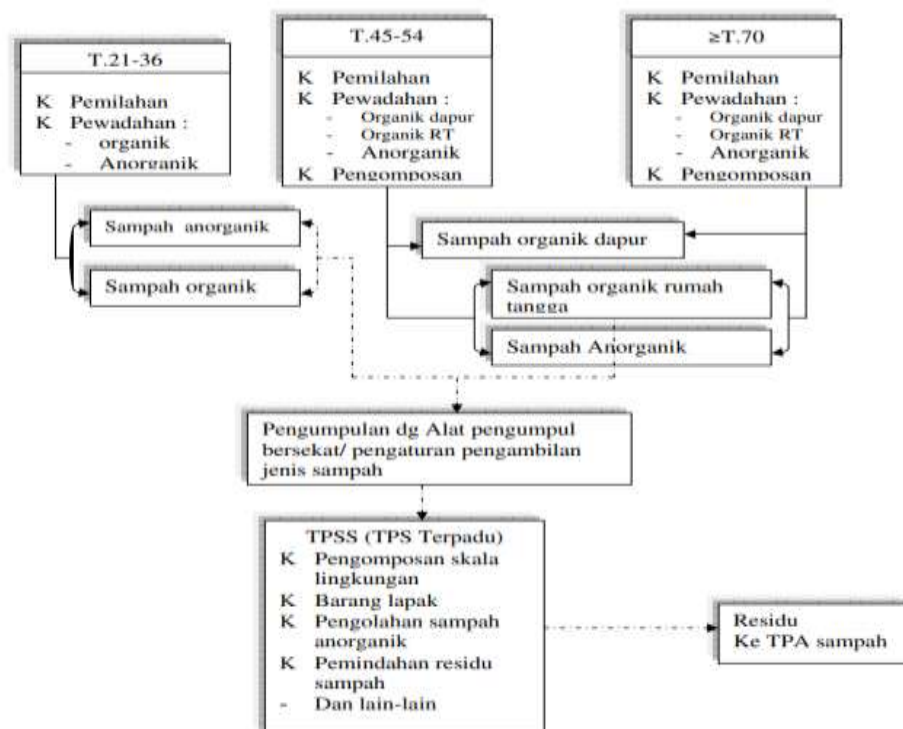 T.21-36
K Pemilahan
K Pewadahan :
- organik
- Anorganik
T.45-54
K Pemilahan
K Pewadahan :
- Organik dapur
- Organik RT
- Anorganik
K Pengomposan
≥T.70
K Pemilahan
K Pewadahan :
- Organik dapur
- Organik RT
- Anorganik
K Pengomposan
Sampah anorganik
Sampah organik
Sampah organik dapur
Sampah organik rumah
tangga
Sampah Anorganik
Pengumpulan dg Alat pengumpul
bersekat/ pengaturan pengambilan
jenis sampah
TPSS (TPS Terpadu)
K Pengomposan skala
lingkungan
K Barang lapak
K Pengolahan sampah
anorganik
K Pemindahan residu
sampah
- Dan lain-lain
Residu
Ke TPA sampah